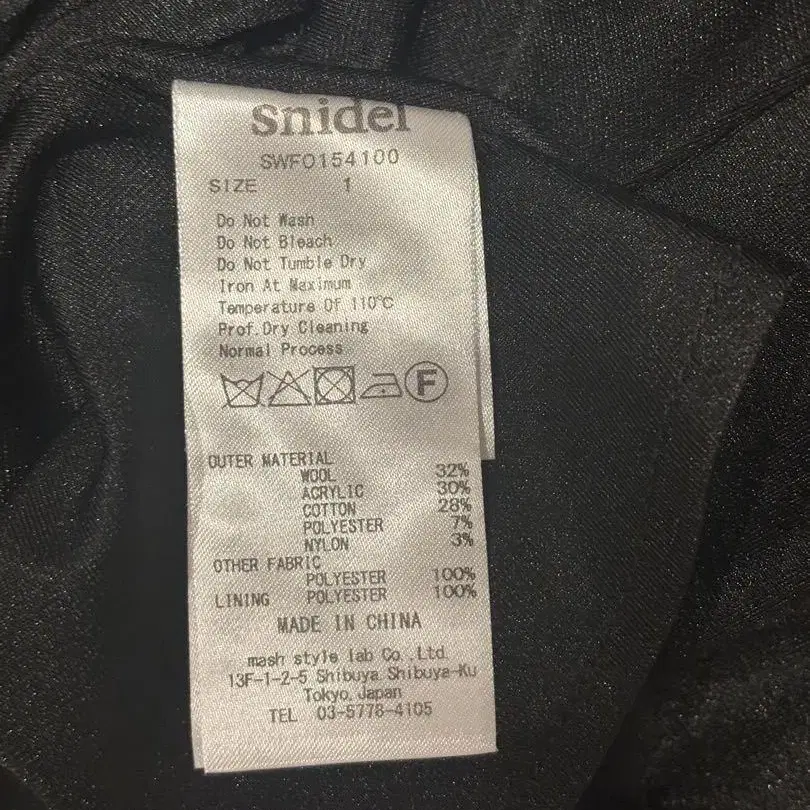 snidel
SWFO154100
SIZE 1
Do Not Wash
Do Not Bleach
Do Not Tumble Dry
Iron At Maximum
Temperature Of 110℃
Prof.Dry Cleaning
Normal Process
F
OUTER MATERIAL
WOOL 32%
ACRYLIC 30%
COTTON 28%
POLYESTER 7%
NYLON 3%
OTHER FABRIC
POLYESTER 100%
LINING POLYESTER 100%
MADE IN CHINA
mash style lab Co.,Ltd.
13F-1-2-5 Shibuya Shibuya-Ku
Tokyo, Japan
TEL 03-5778-4105